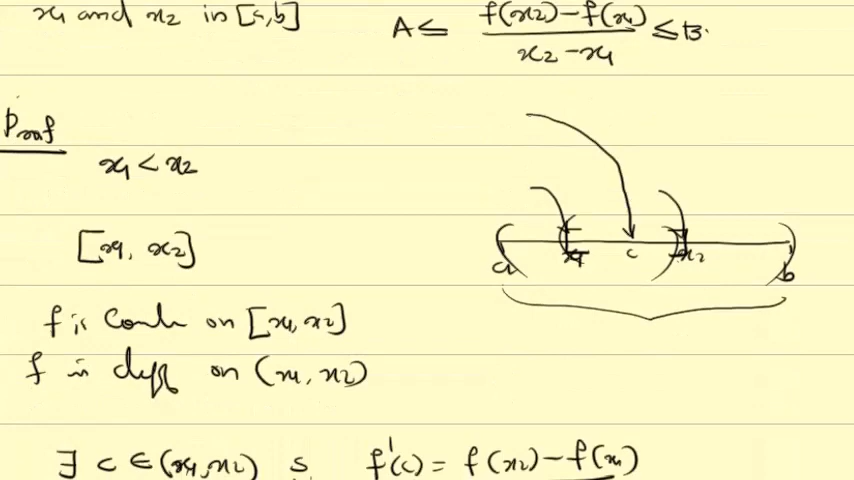 x₁ and x₂ in [a,b] A ≤ f(x₂)-f(x₁) / x₂-x₁ ≤ B.
Proof
x₁ < x₂
[x₁, x₂]
a x₁ c x₂ b
f is Conti on [x₁, x₂]
f is diff on (x₁, x₂)
∃ c ∈ (x₁, x₂) s. f'(c) = f(x₂)-f(x₁)